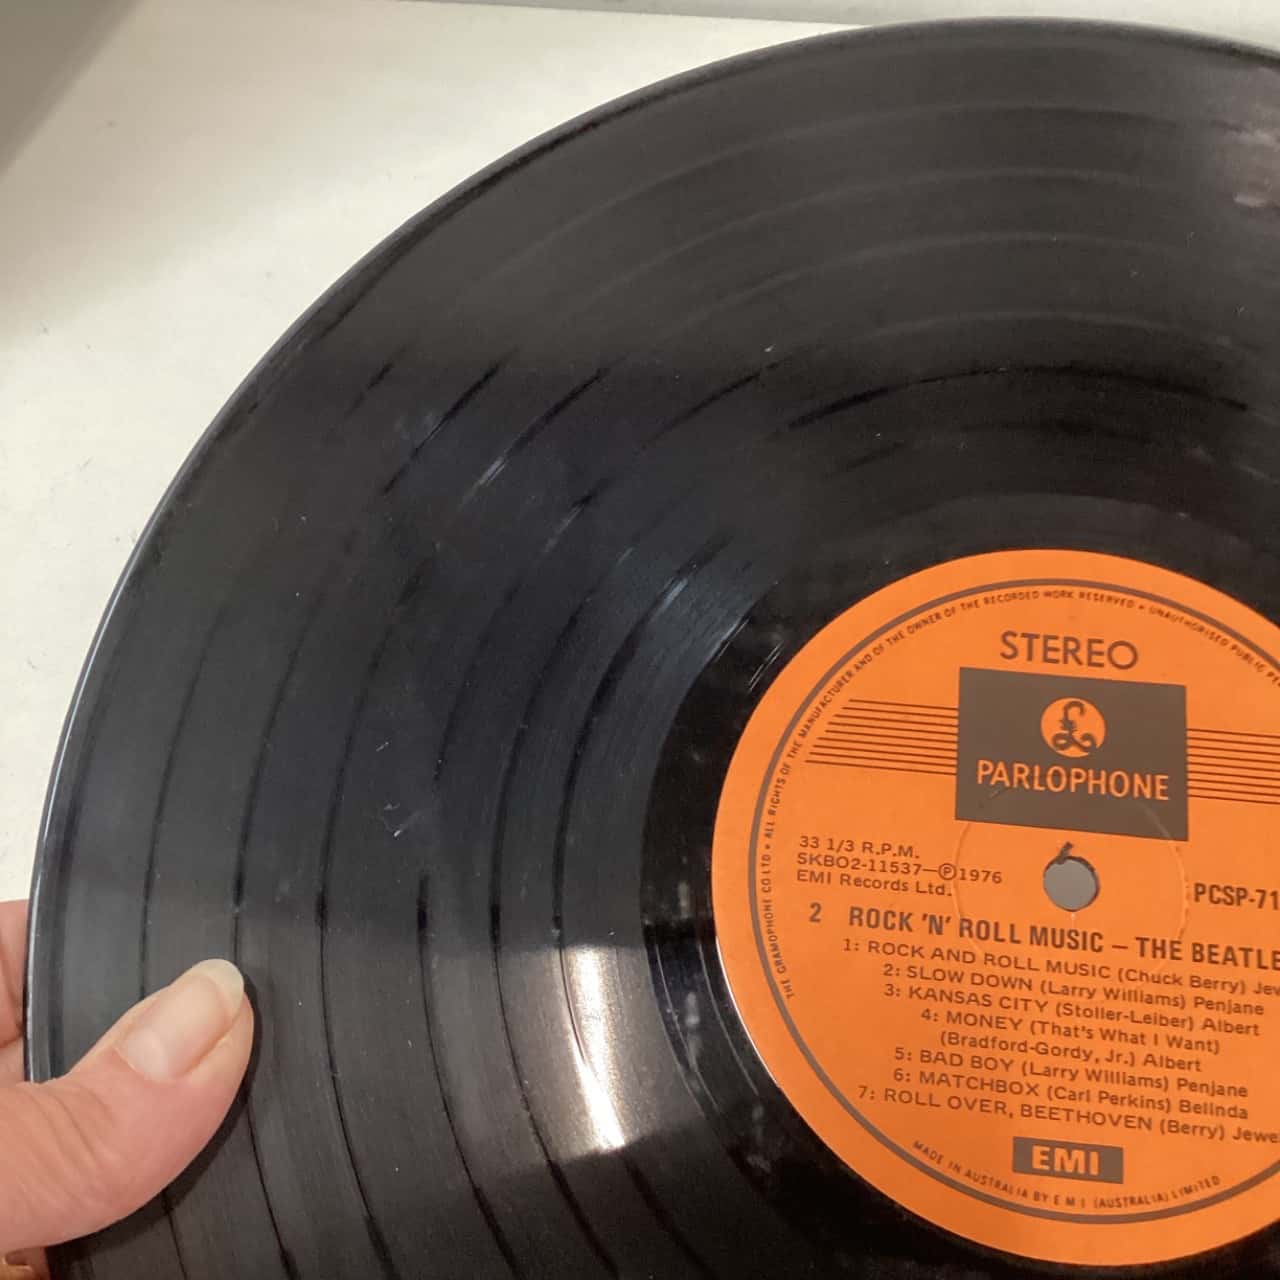 ALL RIGHTS OF THE MANUFACTURER AND OF THE OWNER OF THE RECORDED WORK RESERVED • UNAUTHORISED PUBLIC
STEREO
£
PARLOPHONE
33 1/3 R.P.M.
SKBO2-11537—Ⓟ1976
EMI Records Ltd.
PCSP-71
2 ROCK 'N' ROLL MUSIC – THE BEATLE
1: ROCK AND ROLL MUSIC (Chuck Berry) Jew
2: SLOW DOWN (Larry Williams) Penjane
3: KANSAS CITY (Stoller-Leiber) Albert
4: MONEY (That's What I Want)
(Bradford-Gordy, Jr.) Albert
5: BAD BOY (Larry Williams) Penjane
6: MATCHBOX (Carl Perkins) Belinda
7: ROLL OVER, BEETHOVEN (Berry) Jewe
EMI
MADE IN AUSTRALIA BY E M I (AUSTRALIA) LIMITED
THE GRAMOPHONE CO LTD •